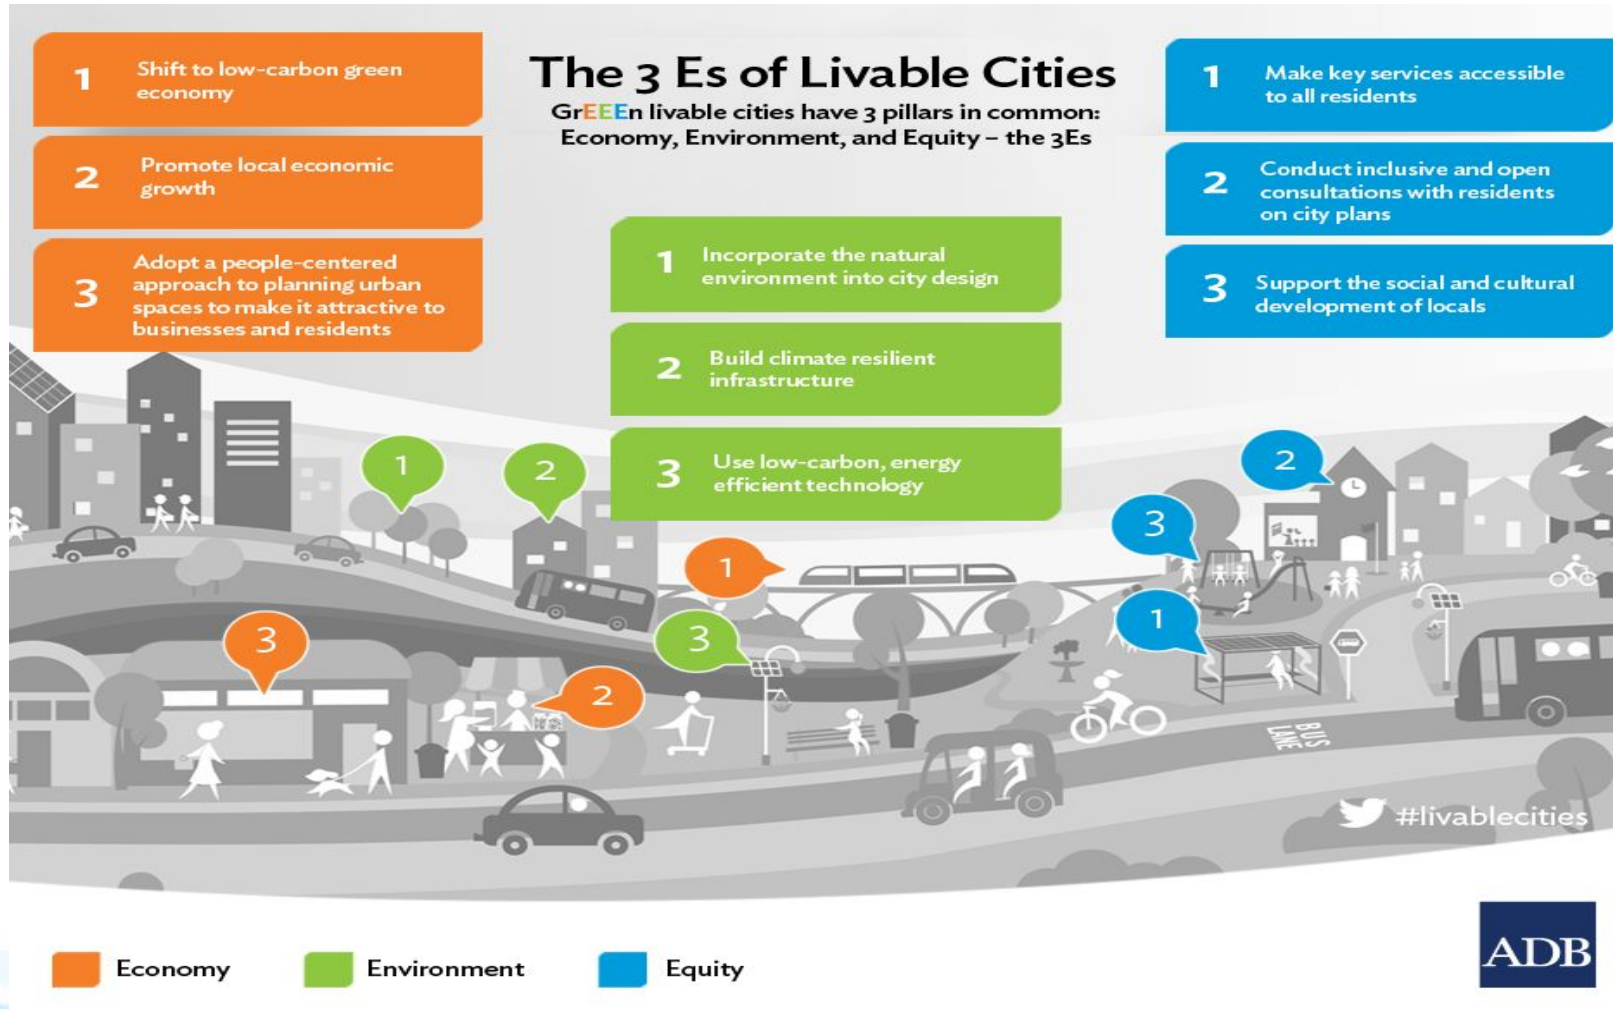 The 3 Es of Livable Cities
GrEEEn livable cities have 3 pillars in common:
Economy, Environment, and Equity – the 3Es
1
Shift to low-carbon green
economy
2
Promote local economic
growth
3
Adopt a people-centered
approach to planning urban
spaces to make it attractive to
businesses and residents
1
Incorporate the natural
environment into city design
2
Build climate resilient
infrastructure
3
Use low-carbon, energy
efficient technology
1
Make key services accessible
to all residents
2
Conduct inclusive and open
consultations with residents
on city plans
3
Support the social and cultural
development of locals
1
2
2
3
1
1
3
3
2
BUS
LANE
#livablecities
Economy
Environment
Equity
ADB